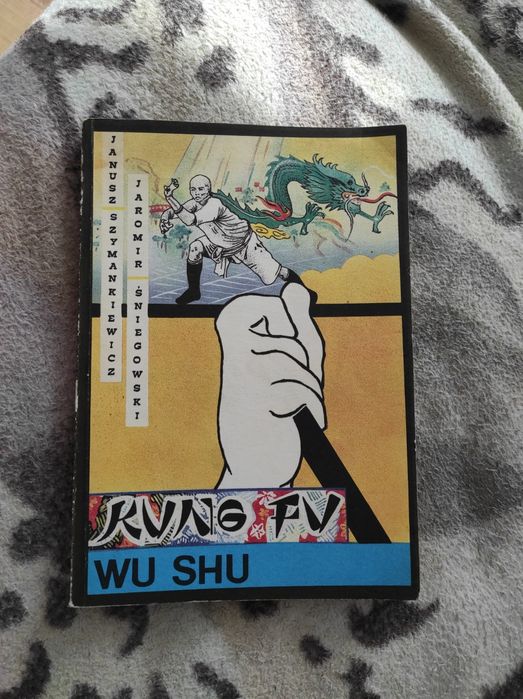 JANUSZ SZYMANKIEWICZ
JAROMIR ŚNIEGOWSKI
KUNG FU
WU SHU